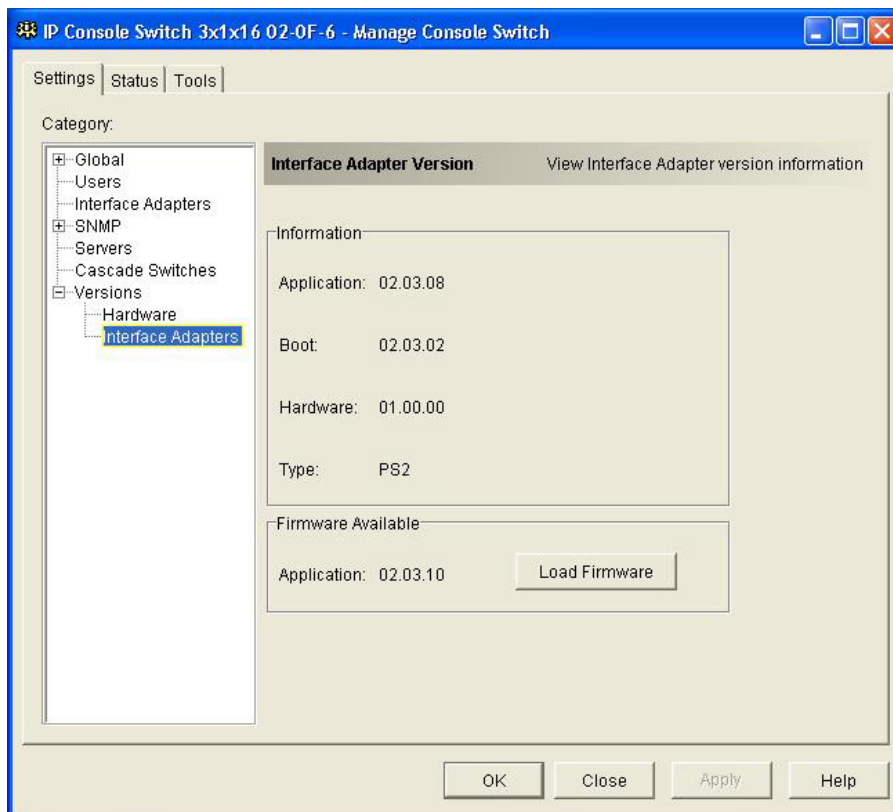 IP Console Switch 3x1x16 02-0F-6 - Manage Console Switch
Settings Status Tools
Category:
Global
Users
Interface Adapters
SNMP
Servers
Cascade Switches
Versions
Hardware
Interface Adapters
Interface Adapter Version View Interface Adapter version information
Information
Application: 02.03.08
Boot: 02.03.02
Hardware: 01.00.00
Type: PS2
Firmware Available
Application: 02.03.10 Load Firmware
OK Close Apply Help